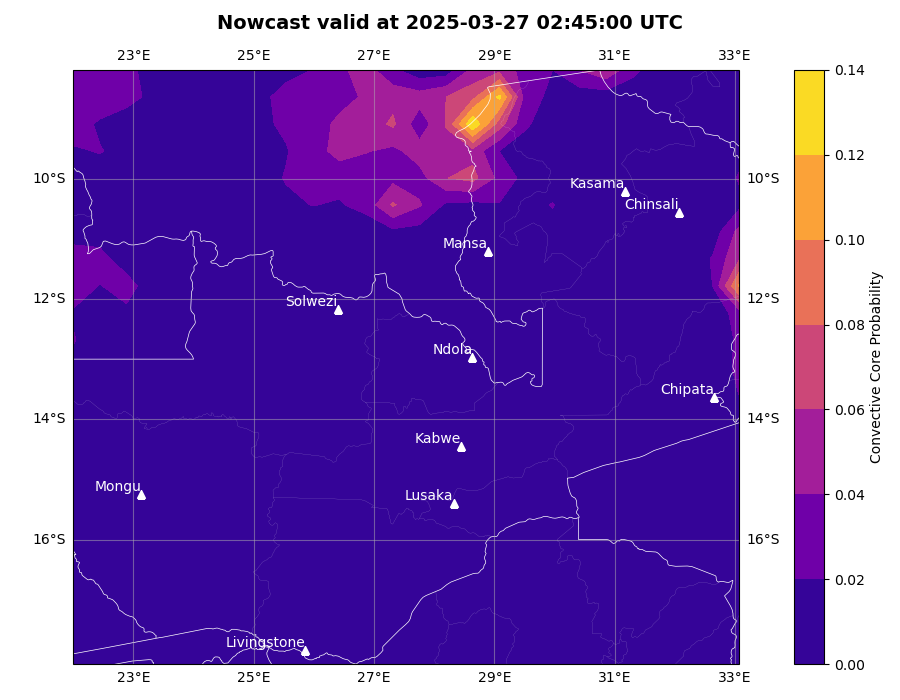 Nowcast valid at 2025-03-27 02:45:00 UTC
23°E 25°E 27°E 29°E 31°E 33°E
0.14
0.12
10°S Kasama 10°S
Chinsali
0.10
Mansa
12°S Solwezi 12°S
0.08
Ndola
Convective Core Probability
Chipata
0.06
14°S 14°S
Kabwe
Mongu
0.04
Lusaka
16°S 16°S
0.02
Livingstone
0.00
23°E 25°E 27°E 29°E 31°E 33°E